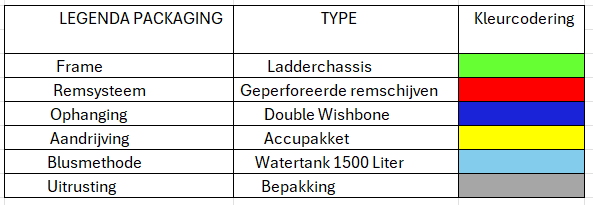 LEGENDA PACKAGING TYPE Kleurcodering
Frame Ladderchassis
Remsysteem Geperforeerde remschijven
Ophanging Double Wishbone
Aandrijving Accupakket
Blusmethode Watertank 1500 Liter
Uitrusting Bepakking